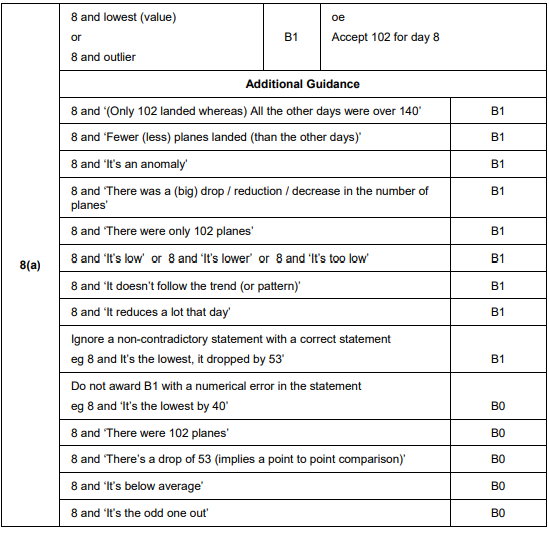 8 and lowest (value)
or
8 and outlier
B1
oe
Accept 102 for day 8
Additional Guidance
8(a)
8 and ‘(Only 102 landed whereas) All the other days were over 140’ B1
8 and ‘Fewer (less) planes landed (than the other days)’ B1
8 and ‘It’s an anomaly’ B1
8 and ‘There was a (big) drop / reduction / decrease in the number of B1
planes’
8 and ‘There were only 102 planes’ B1
8 and ‘It’s low’ or 8 and ‘It’s lower’ or 8 and ‘It’s too low’ B1
8 and ‘It doesn’t follow the trend (or pattern)’ B1
8 and ‘It reduces a lot that day’ B1
Ignore a non-contradictory statement with a correct statement
eg 8 and It’s the lowest, it dropped by 53’ B1
Do not award B1 with a numerical error in the statement
eg 8 and ‘It’s the lowest by 40’ B0
8 and ‘There were 102 planes’ B0
8 and ‘There’s a drop of 53 (implies a point to point comparison)’ B0
8 and ‘It’s below average’ B0
8 and ‘It’s the odd one out’ B0